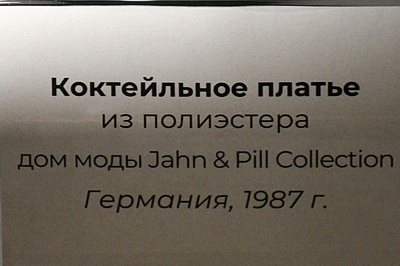 Коктейльное платье
из полиэстера
дом моды Jahn & Pill Collection
Германия, 1987 г.